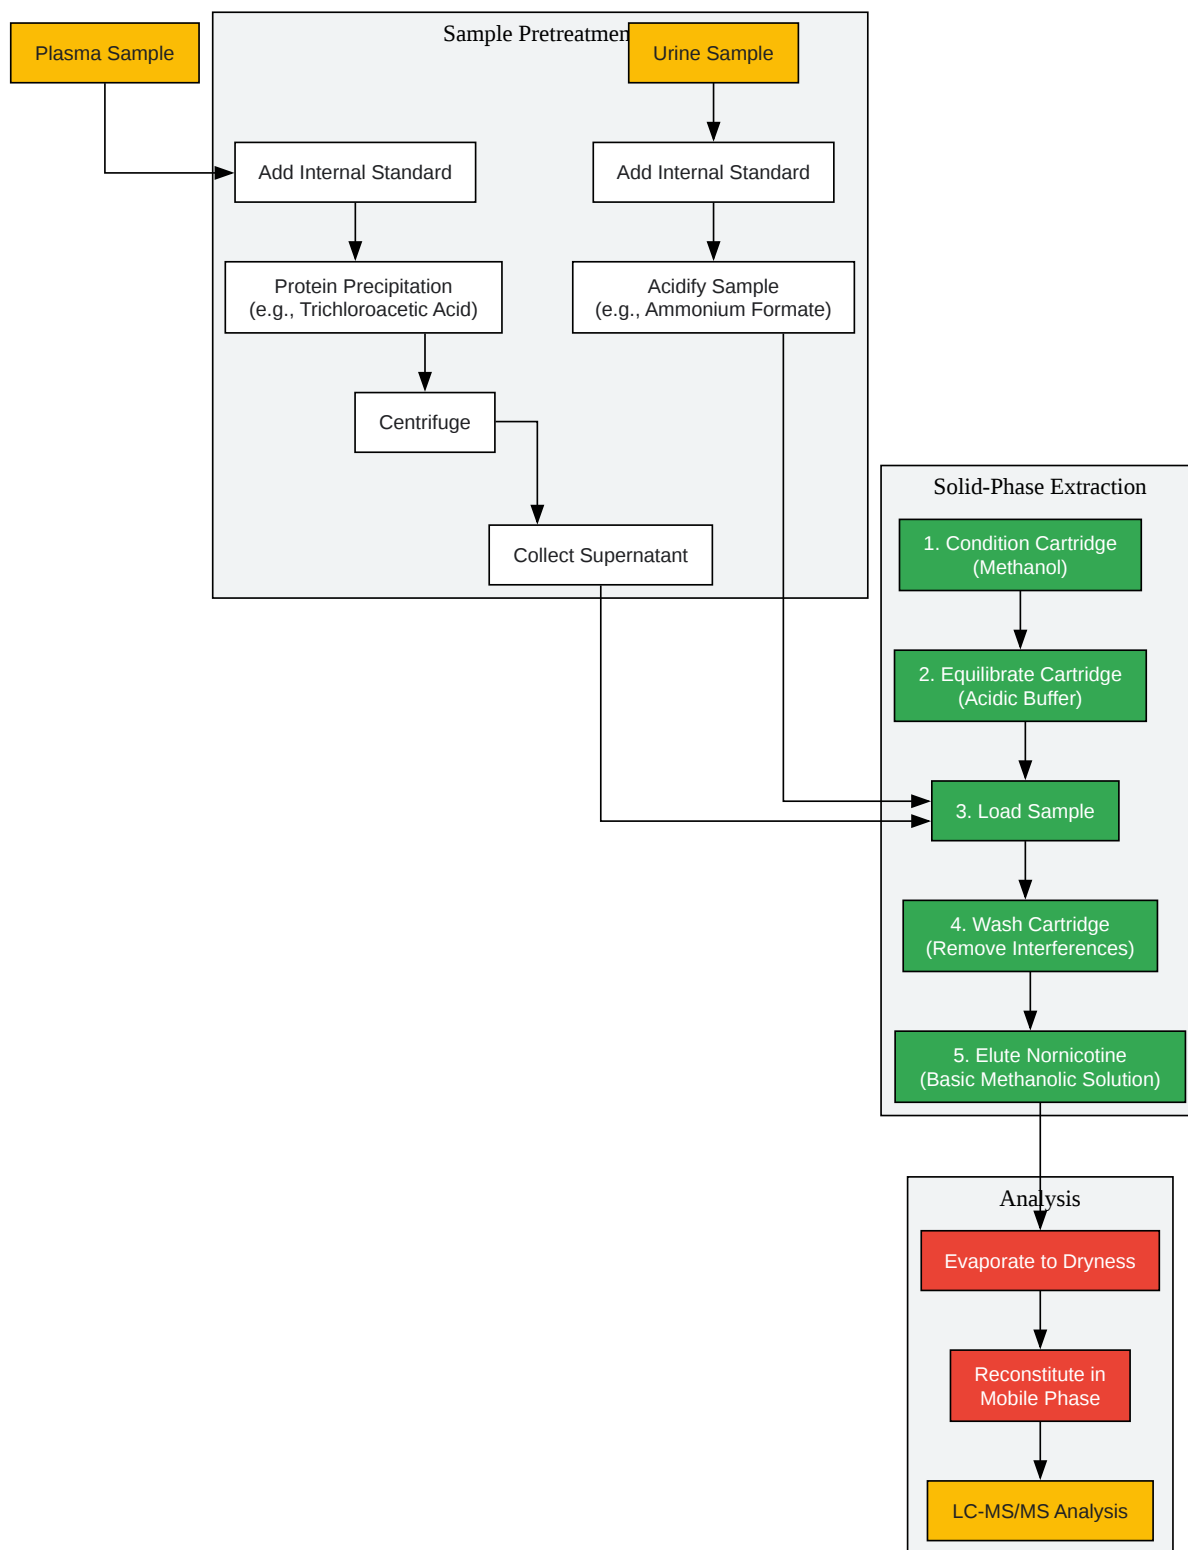 Plasma Sample
Sample Pretreatmen
Urine Sample
Add Internal Standard
Add Internal Standard
Protein Precipitation
(e.g., Trichloroacetic Acid)
Acidify Sample
(e.g., Ammonium Formate)
Centrifuge
Collect Supernatant
Solid-Phase Extraction
1. Condition Cartridge
(Methanol)
2. Equilibrate Cartridge
(Acidic Buffer)
3. Load Sample
4. Wash Cartridge
(Remove Interferences)
5. Elute Nornicotine
(Basic Methanolic Solution)
Analysis
Evaporate to Dryness
Reconstitute in
Mobile Phase
LC-MS/MS Analysis